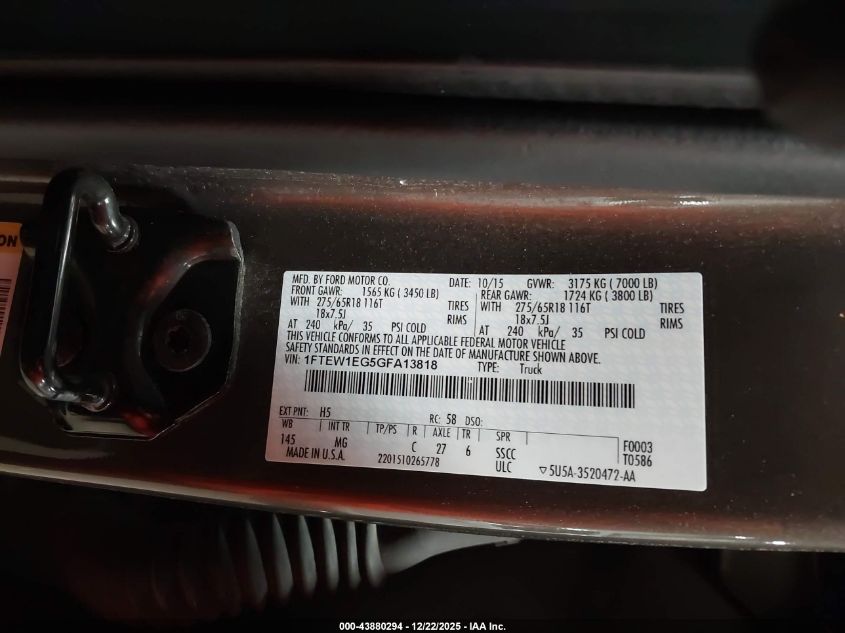 ON
MFD. BY FORD MOTOR CO. DATE: 10/15 GVWR: 3175 KG ( 7000 LB)
FRONT GAWR: 1565 KG ( 3450 LB) REAR GAWR: 1724 KG ( 3800 LB)
WITH 275/65R18 116T TIRES WITH 275/65R18 116T TIRES
18x7.5J RIMS 18x7.5J RIMS
AT 240 kPa/ 35 PSI COLD AT 240 kPa/ 35 PSI COLD
THIS VEHICLE CONFORMS TO ALL APPLICABLE FEDERAL MOTOR VEHICLE
SAFETY STANDARDS IN EFFECT ON THE DATE OF MANUFACTURE SHOWN ABOVE.
VIN: 1FTEW1EG5GFA13818 TYPE: Truck
EXT PNT: H5 RC: 58 DSO:
WB INT TR TP/PS R AXLE TR SPR F0003
145 MG C 27 6 SSCC T0586
MADE IN U.S.A. 2201510265778 ULC ▽5U5A-3520472-AA
000-43880294 - 12/22/2025 - IAA Inc.